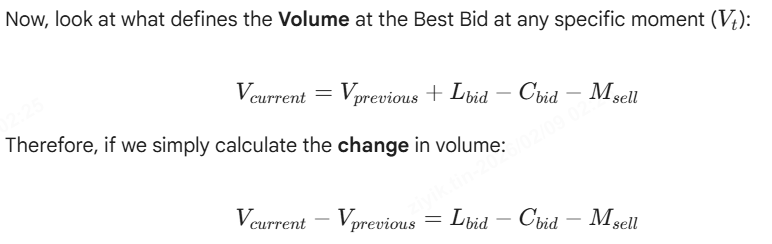 Now, look at what defines the Volume at the Best Bid at any specific moment (V_t):
V_{current} = V_{previous} + L_{bid} − C_{bid} − M_{sell}
Therefore, if we simply calculate the change in volume:
V_{current} − V_{previous} = L_{bid} − C_{bid} − M_{sell}